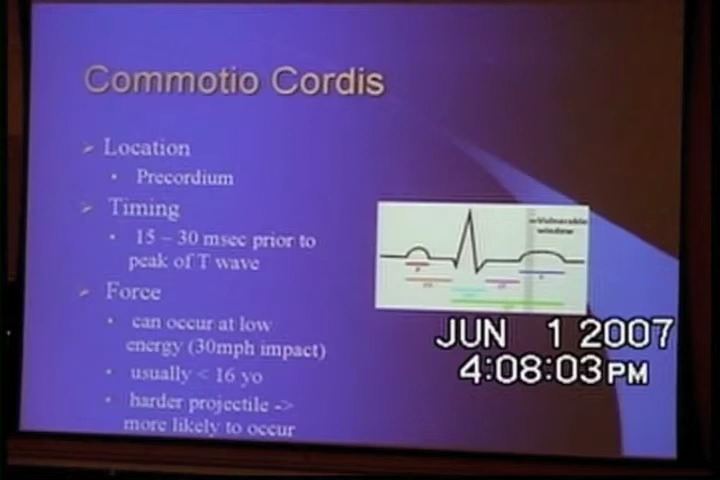 Commotio Cordis
Location
Precordium
Timing
15 – 30 msec prior to
peak of T wave
Force
can occur at low
energy (30mph impact)
usually < 16 yo
harder projectile ->
more likely to occur
Vulnerable
window
JUN 1 2007
4:08:03PM